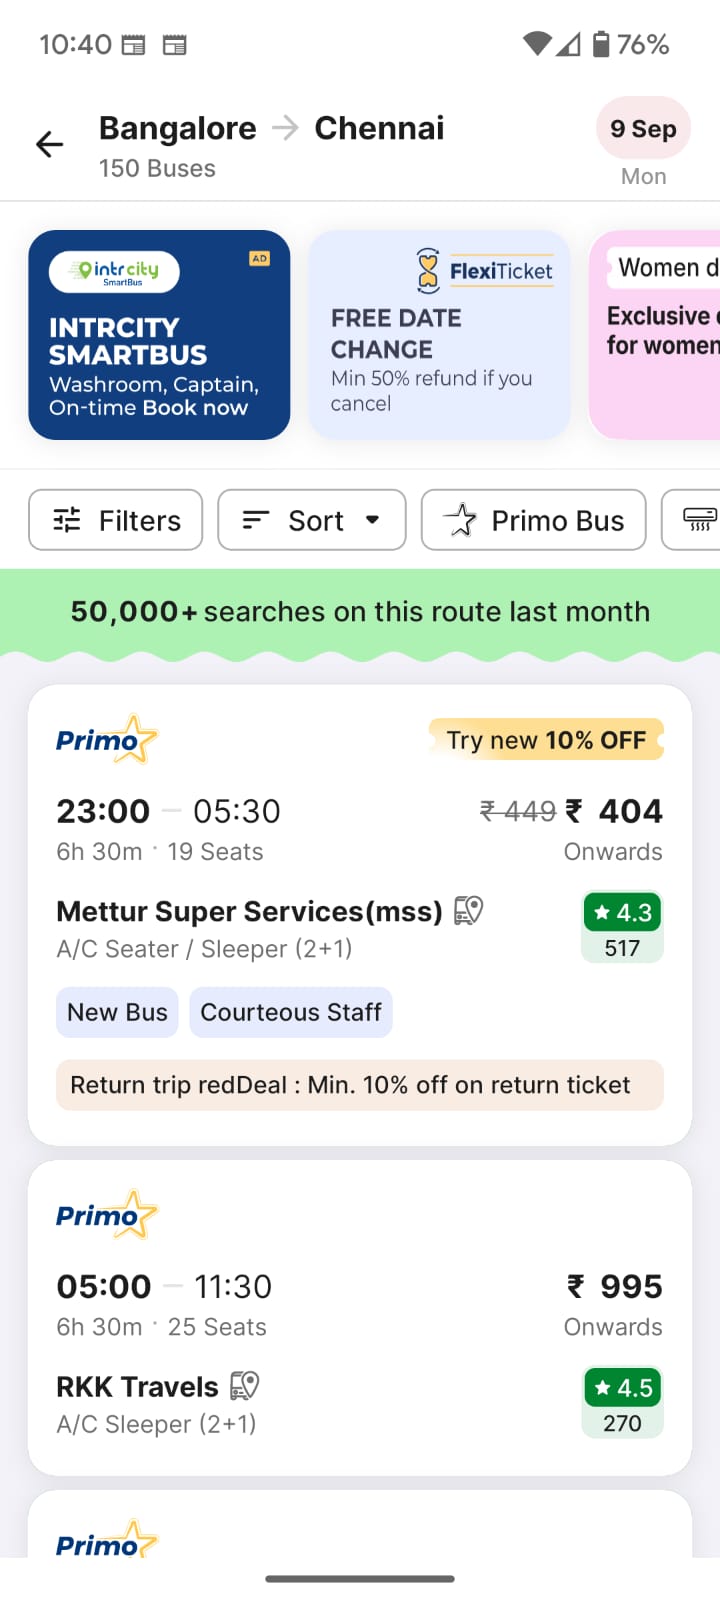 10:40
76%
Bangalore → Chennai
150 Buses
9 Sep
Mon
intrcity
SmartBus
AD
INTRCITY
SMARTBUS
Washroom, Captain,
On-time Book now
FlexiTicket
FREE DATE
CHANGE
Min 50% refund if you
cancel
Women d
Exclusive
for women
Filters
Sort
Primo Bus
50,000+ searches on this route last month
Primo
Try new 10% OFF
23:00 — 05:30
₹ 449 ₹ 404
6h 30m · 19 Seats
Onwards
Mettur Super Services(mss)
4.3
A/C Seater / Sleeper (2+1)
517
New Bus
Courteous Staff
Return trip redDeal : Min. 10% off on return ticket
Primo
05:00 — 11:30
₹ 995
6h 30m · 25 Seats
Onwards
RKK Travels
4.5
A/C Sleeper (2+1)
270
Primo